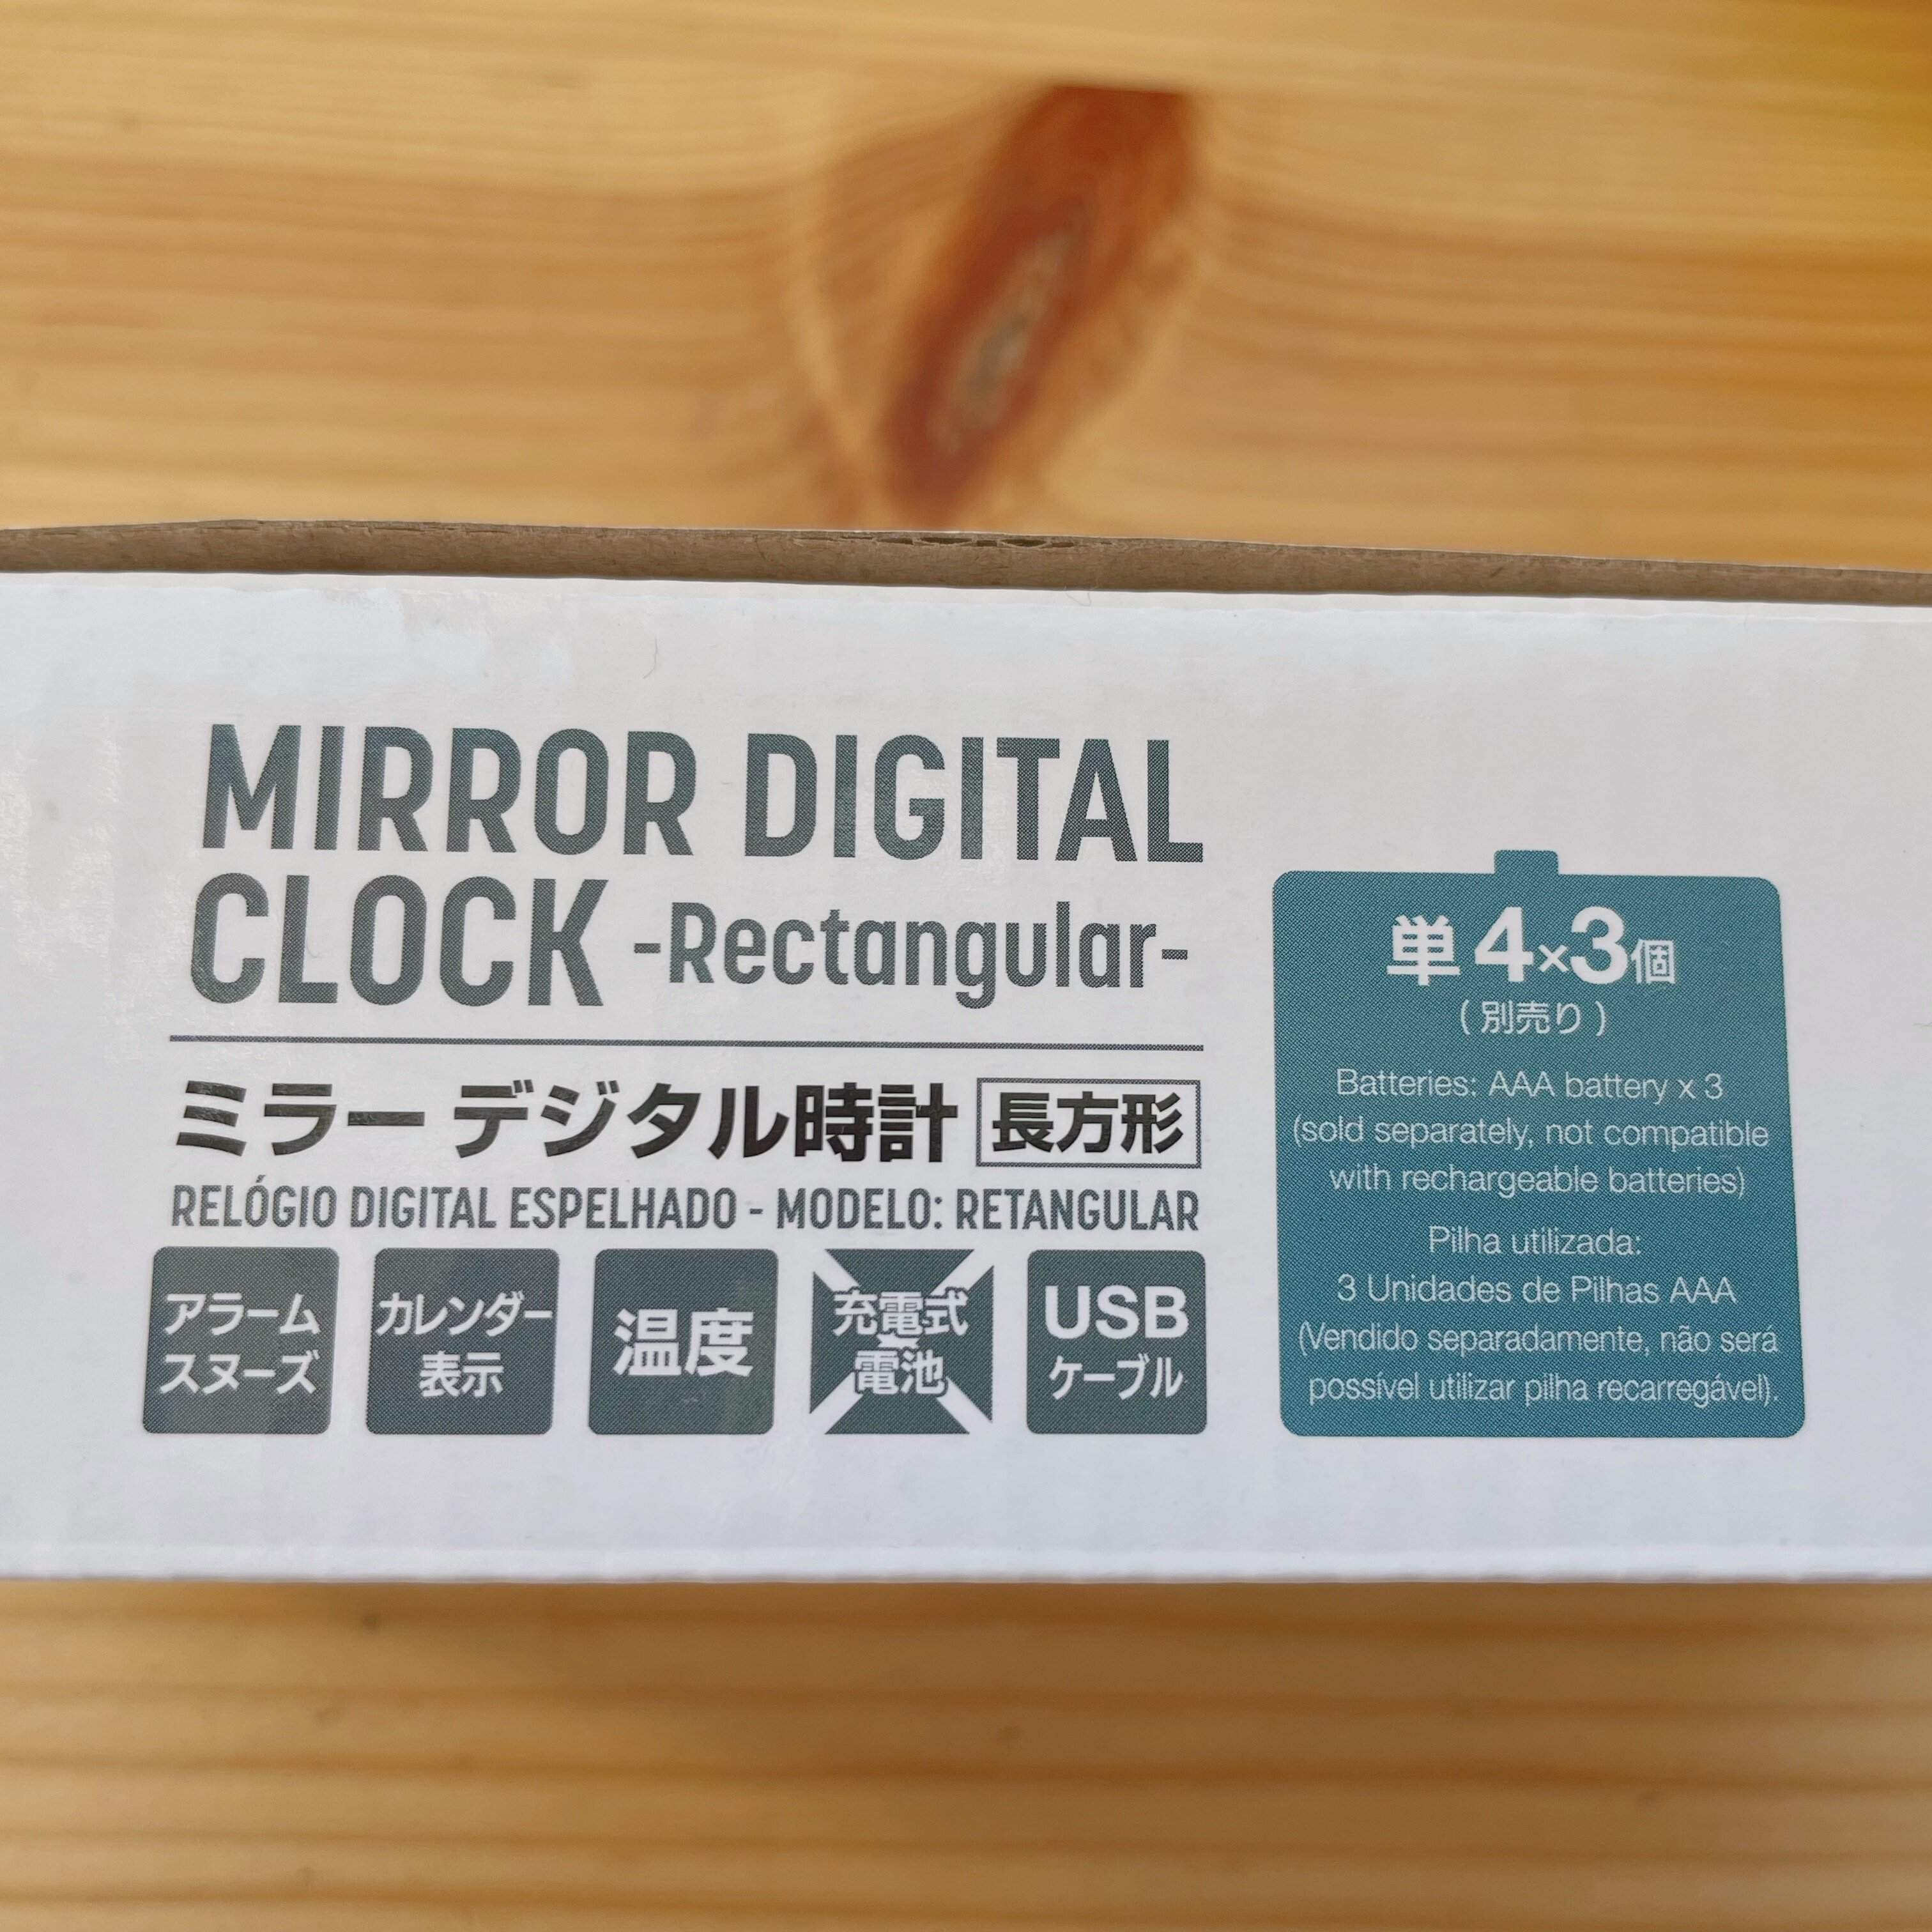 MIRROR DIGITAL
CLOCK -Rectangular-
ミラー デジタル時計 長方形
RELÓGIO DIGITAL ESPELHADO - MODELO: RETANGULAR
アラーム
スヌーズ
カレンダー
表示
温度
充電式
電池
USB
ケーブル
単4×3個
(別売り)
Batteries: AAA battery x 3
(sold separately, not compatible
with rechargeable batteries)
Pilha utilizada:
3 Unidades de Pilhas AAA
(Vendido separadamente, não será
possível utilizar pilha recarregável).